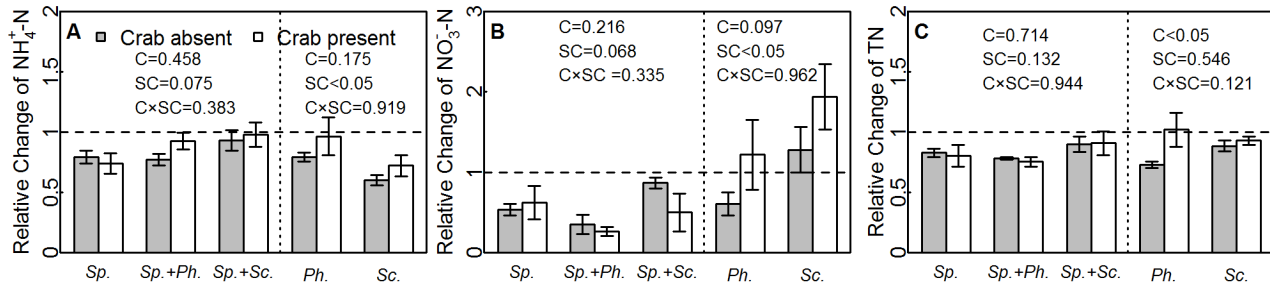 Relative Change of NH₄⁺-N
0 0.5 1 1.5 2
A
Crab absent Crab present
C=0.458 C=0.175
SC=0.075 SC<0.05
C×SC=0.383 C×SC=0.919
Sp. Sp.+Ph. Sp.+Sc. Ph. Sc.
Relative Change of NO₃⁻-N
0 1 2 3
B
C=0.216 C=0.097
SC=0.068 SC<0.05
C×SC =0.335 C×SC=0.962
Sp. Sp.+Ph. Sp.+Sc. Ph. Sc.
Relative Change of TN
0 0.5 1 1.5 2
C
C=0.714 C<0.05
SC=0.132 SC=0.546
C×SC=0.944 C×SC=0.121
Sp. Sp.+Ph. Sp.+Sc. Ph. Sc.